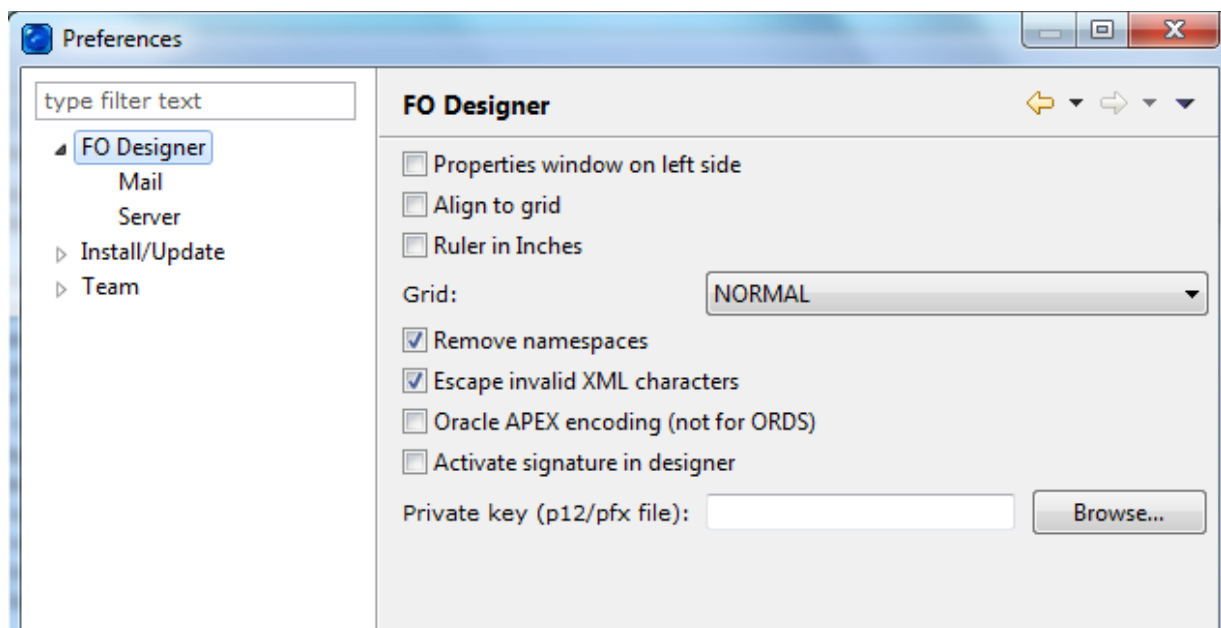 Preferences
type filter text
FO Designer
Mail
Server
Install/Update
Team
FO Designer
Properties window on left side
Align to grid
Ruler in Inches
Grid: NORMAL
Remove namespaces
Escape invalid XML characters
Oracle APEX encoding (not for ORDS)
Activate signature in designer
Private key (p12/pfx file): Browse...